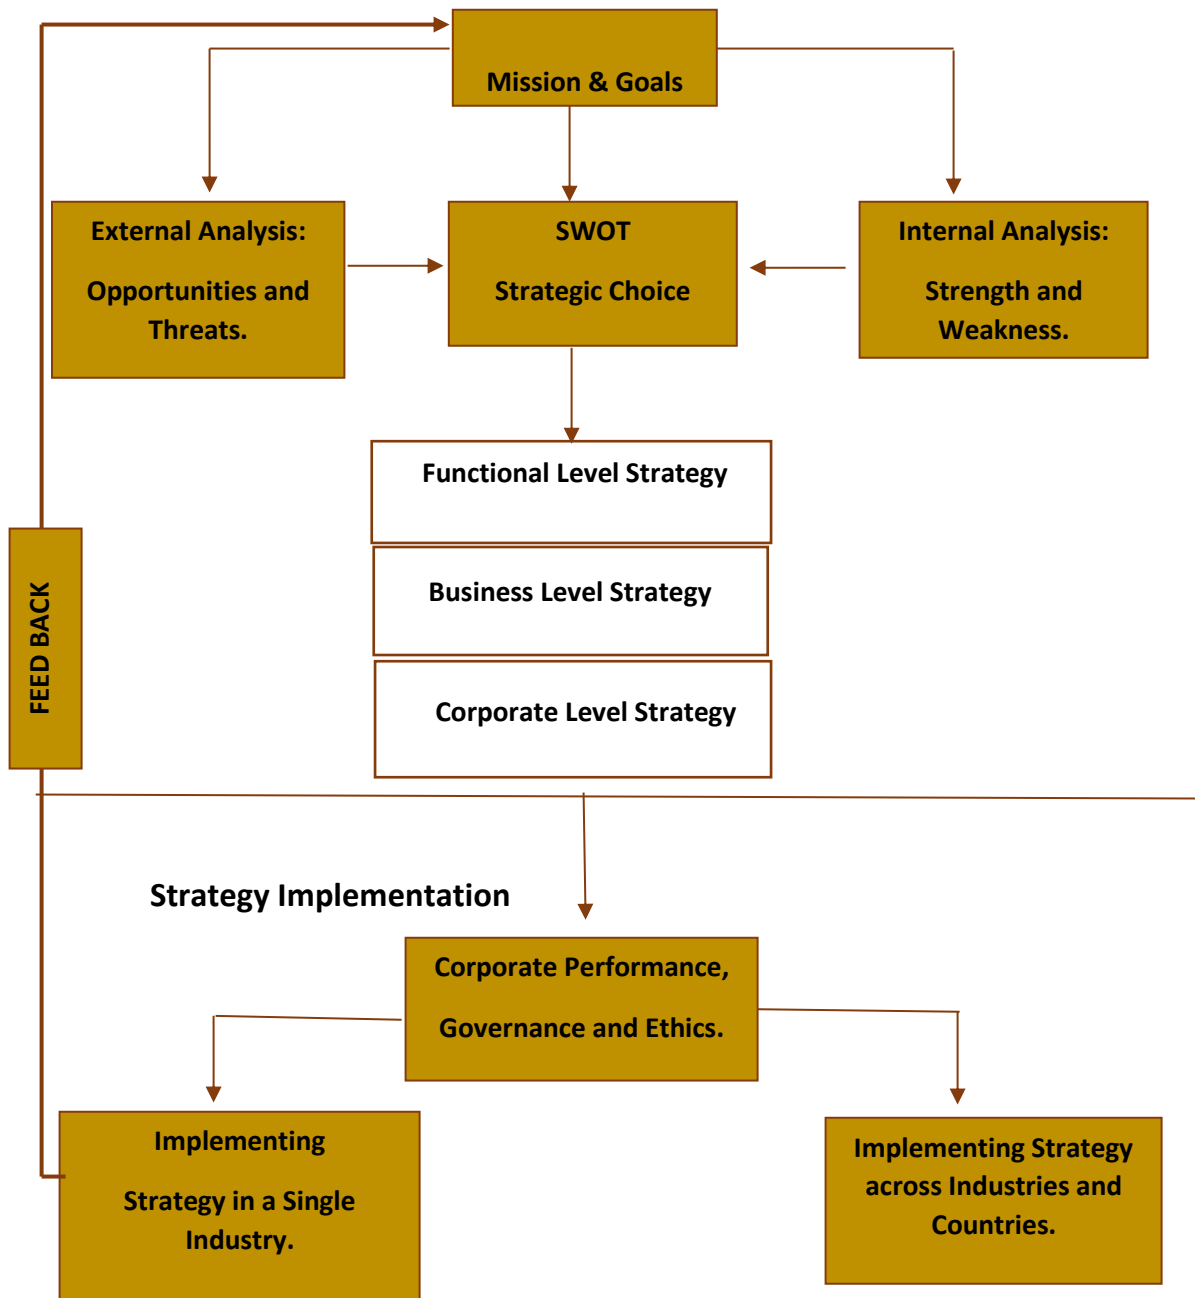 Mission & Goals
External Analysis:
Opportunities and
Threats.
SWOT
Strategic Choice
Internal Analysis:
Strength and
Weakness.
Functional Level Strategy
Business Level Strategy
Corporate Level Strategy
FEED BACK
Strategy Implementation
Corporate Performance,
Governance and Ethics.
Implementing
Strategy in a Single
Industry.
Implementing Strategy
across Industries and
Countries.